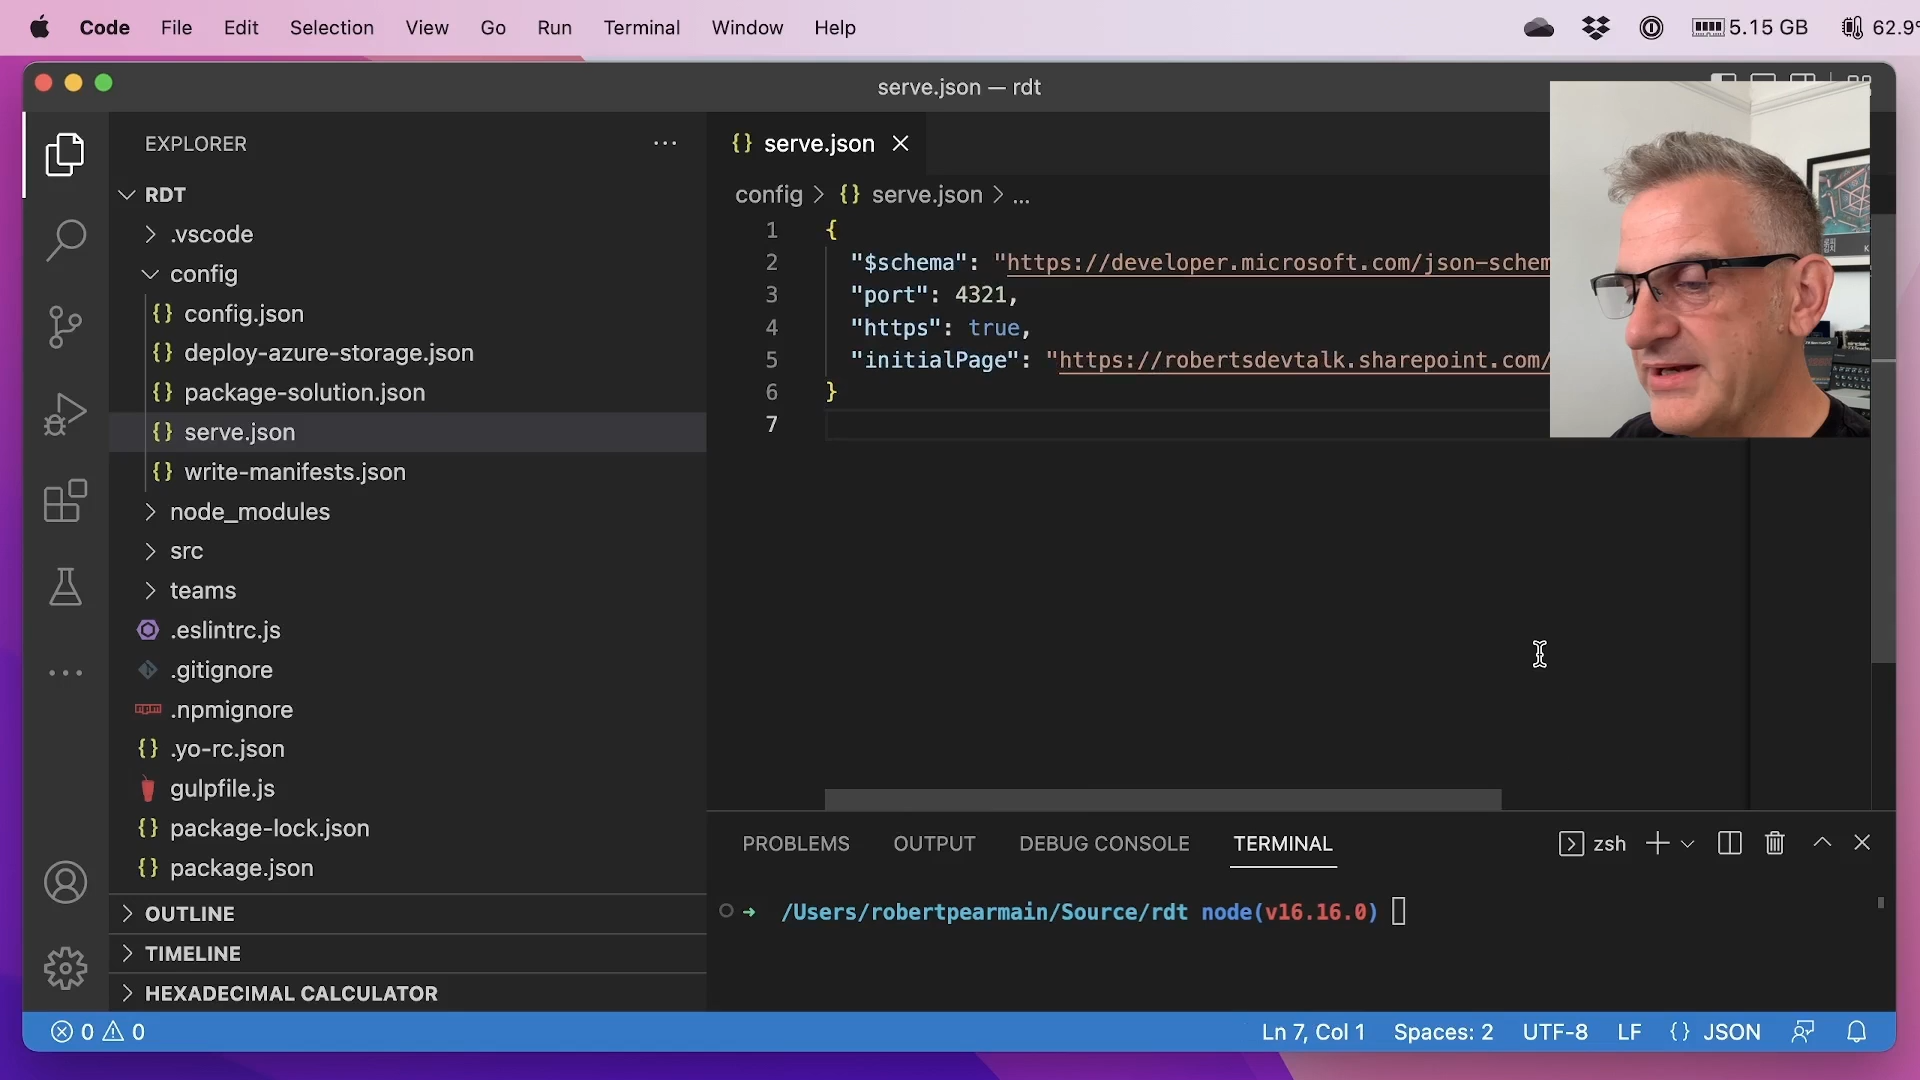 Code File Edit Selection View Go Run Terminal Window Help 5.15 GB 62.9°
serve.json — rdt
EXPLORER
RDT
.vscode
config
{} config.json
{} deploy-azure-storage.json
{} package-solution.json
{} serve.json
{} write-manifests.json
node_modules
src
teams
.eslintrc.js
.gitignore
npm .npmignore
{} .yo-rc.json
gulpfile.js
{} package-lock.json
{} package.json
OUTLINE
TIMELINE
HEXADECIMAL CALCULATOR
{} serve.json
config > {} serve.json > ...
1 {
2 "$schema": "https://developer.microsoft.com/json-schem
3 "port": 4321,
4 "https": true,
5 "initialPage": "https://robertsdevtalk.sharepoint.com/
6 }
7
PROBLEMS OUTPUT DEBUG CONSOLE TERMINAL zsh
/Users/robertpearmain/Source/rdt node(v16.16.0)
0 0 Ln 7, Col 1 Spaces: 2 UTF-8 LF {} JSON